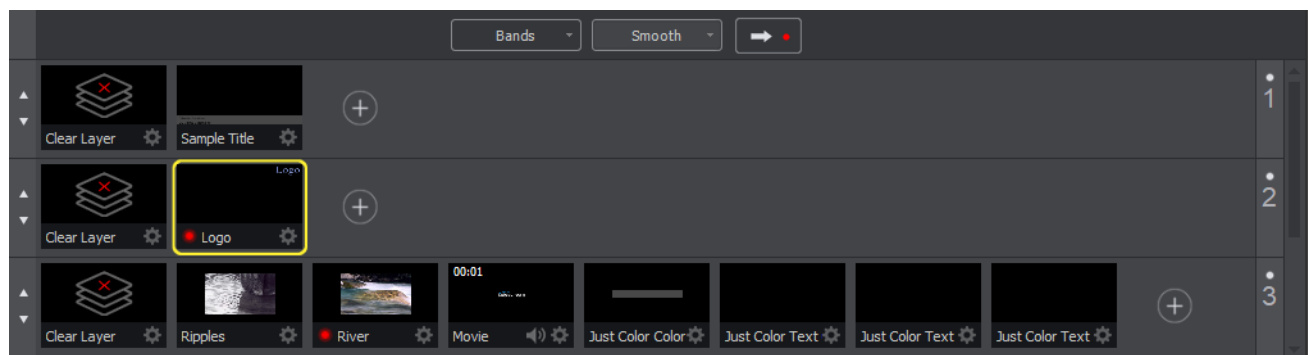 Bands Smooth
Clear Layer Sample Title 1
Logo
Clear Layer Logo 2
00:01
Clear Layer Ripples River Movie Just Color Color Just Color Text Just Color Text Just Color Text 3